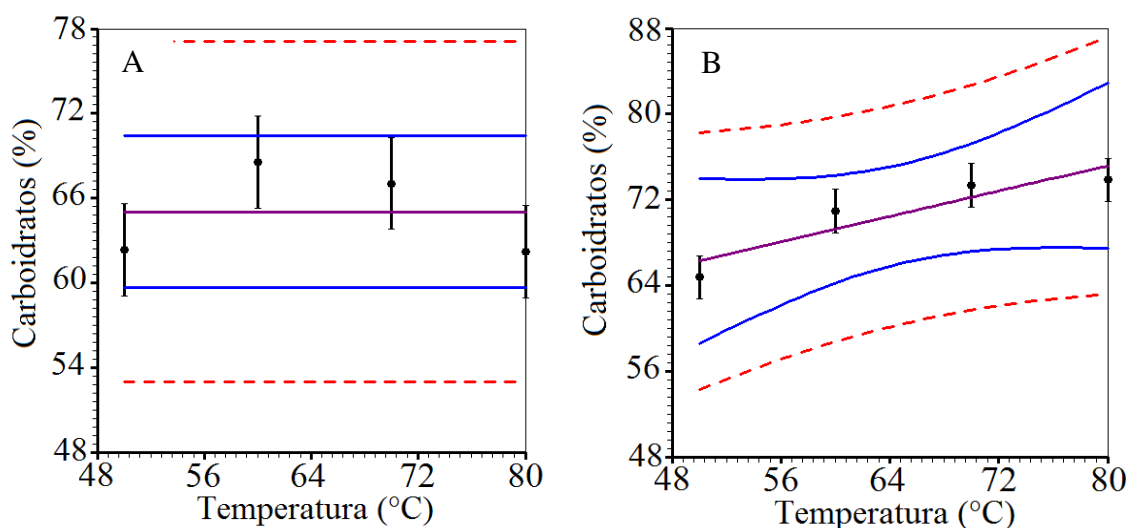 A
Carboidratos (%)
78
72
66
60
54
48
48 56 64 72 80
Temperatura (°C)
B
Carboidratos (%)
88
80
72
64
56
48
48 56 64 72 80
Temperatura (°C)